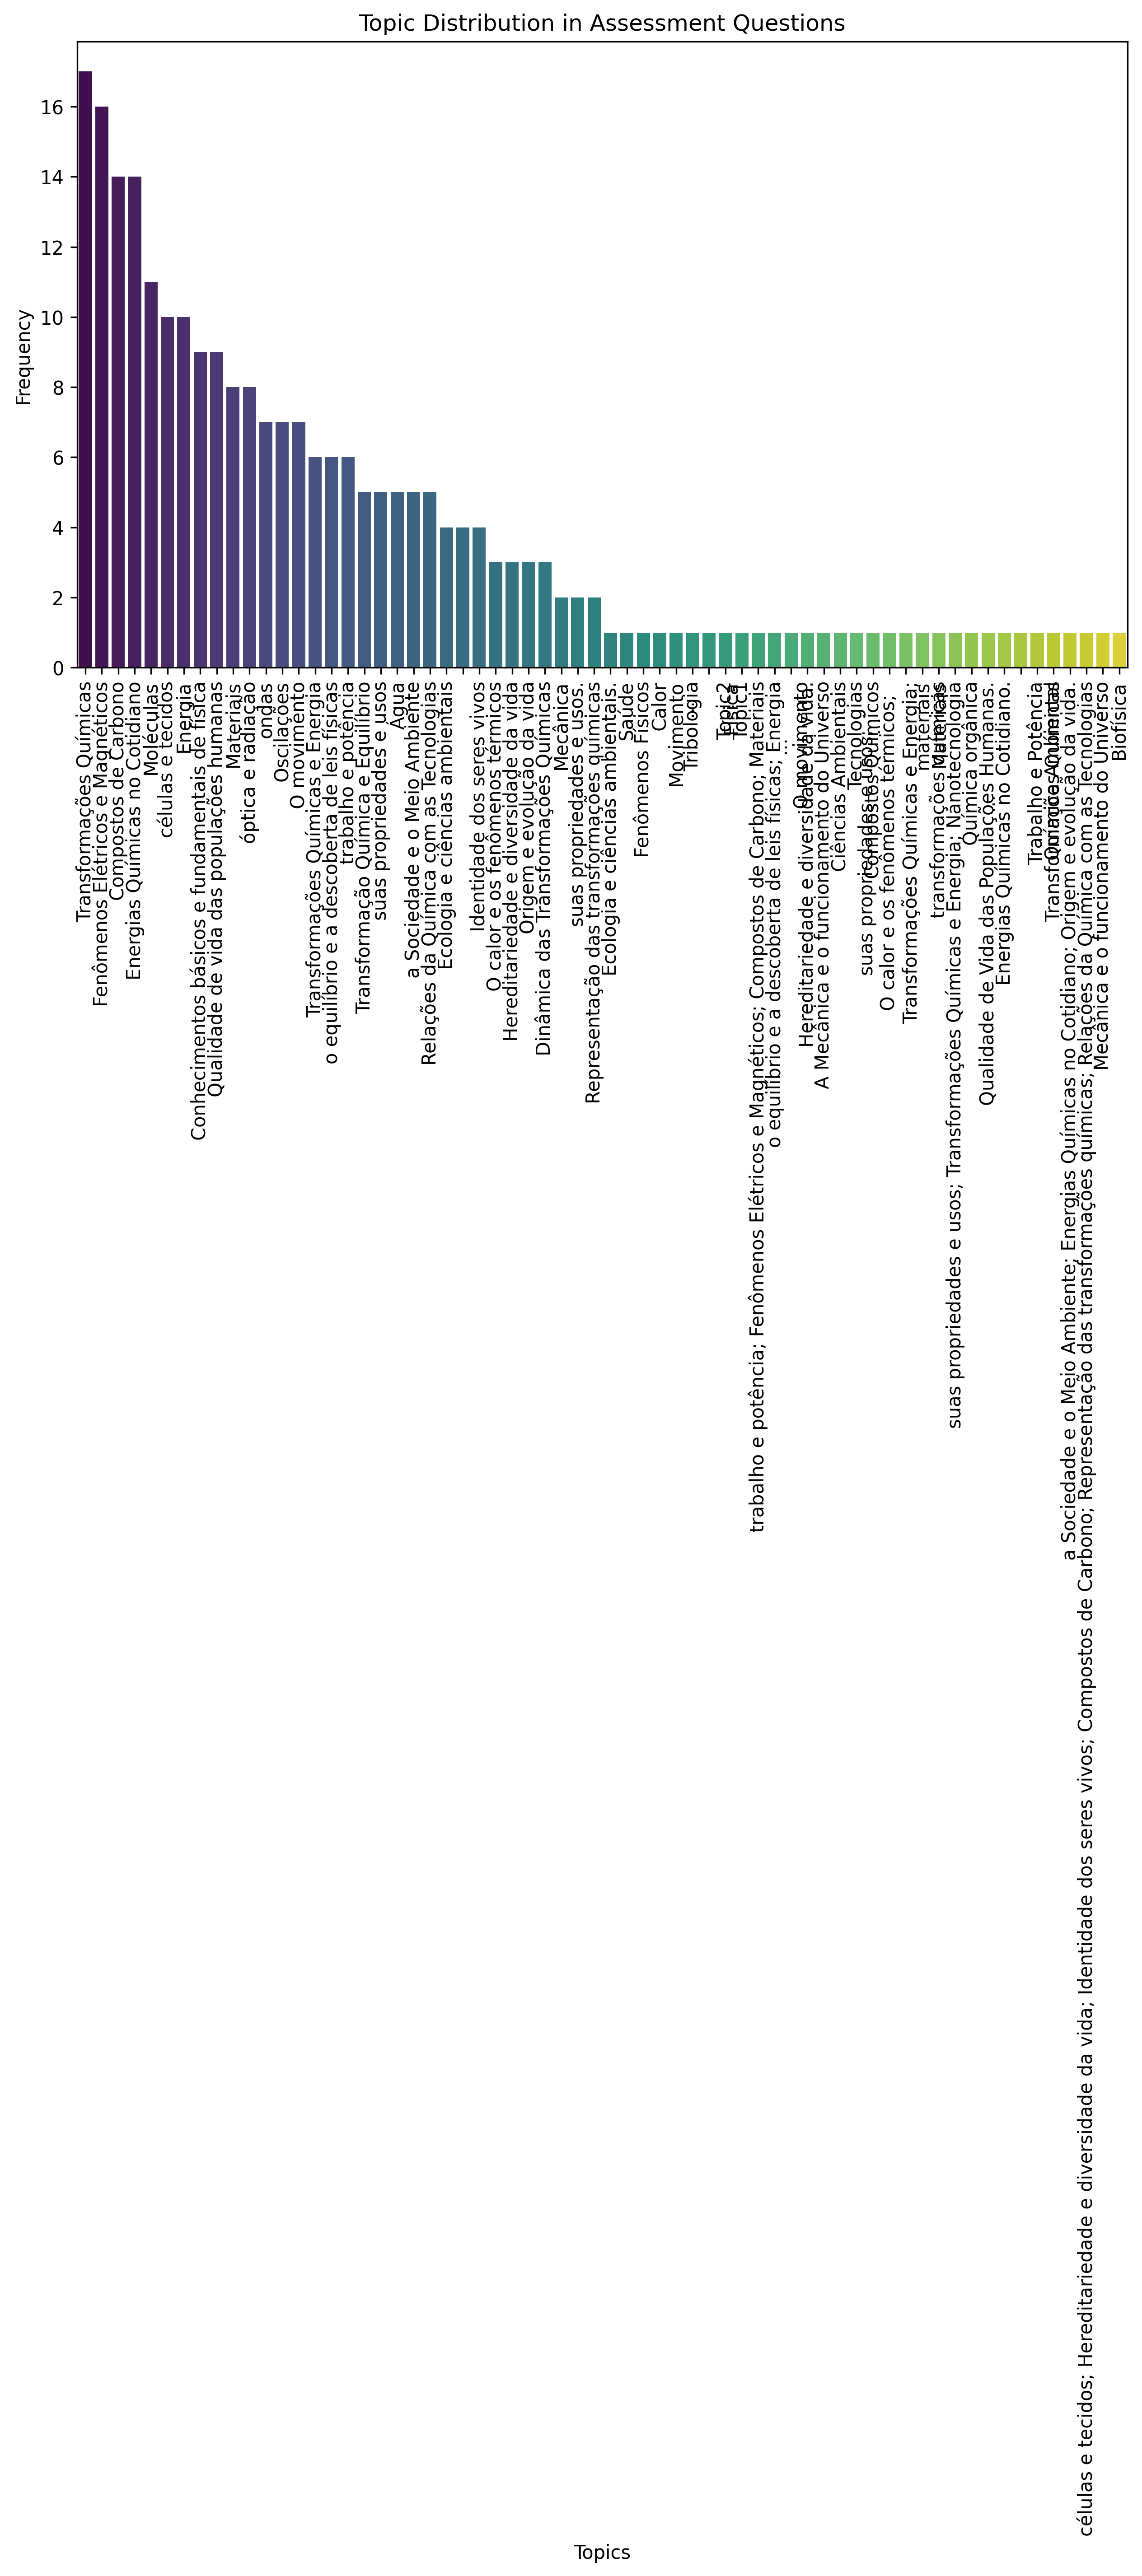 Topic Distribution in Assessment Questions
Frequency
16
14
12
10
8
6
4
2
0
Transformações Químicas
Fenômenos Elétricos e Magnéticos
Compostos de Carbono
Energias Químicas no Cotidiano
Moléculas
células e tecidos
Energia
Conhecimentos básicos e fundamentais de física
Qualidade de vida das populações humanas
Materiais
óptica e radiação
ondas
Oscilações
O movimento
Transformações Químicas e Energia
o equilíbrio e a descoberta de leis físicas
trabalho e potência
Transformação Química e Equilíbrio
suas propriedades e usos
Água
a Sociedade e o Meio Ambiente
Relações da Química com as Tecnologias
Ecologia e ciências ambientais
Identidade dos seres vivos
O calor e os fenômenos térmicos
Hereditariedade e diversidade da vida
Origem e evolução da vida
Dinâmica das Transformações Químicas
Mecânica
suas propriedades e usos.
Representação das transformações químicas
Ecologia e ciências ambientais.
Saúde
Fenômenos Físicos
Calor
Movimento
Tribologia
Topic2
Topic1
trabalho e potência; Fenômenos Elétricos e Magnéticos; Compostos de Carbono; Materiais
o equilíbrio e a descoberta de leis físicas; Energia
O movimento
Hereditariedade e diversidade da vida.
A Mecânica e o funcionamento do Universo
Ciências Ambientais
Tecnologias
suas propriedades e usos;
Compostos Químicos
O calor e os fenômenos térmicos;
Transformações Químicas e Energia;
materiais
transformações químicas
suas propriedades e usos; Transformações Químicas e Energia; Nanotecnologia
Química orgânica
Qualidade de Vida das Populações Humanas.
Energias Químicas no Cotidiano.
Trabalho e Potência
a Sociedade e o Meio Ambiente; Energias Químicas no Cotidiano; Origem e evolução da vida.
células e tecidos; Hereditariedade e diversidade da vida; Identidade dos seres vivos; Compostos de Carbono; Representação das transformações químicas; Relações da Química com as Tecnologias
Mecânica e o funcionamento do Universo
Biofísica
Topics